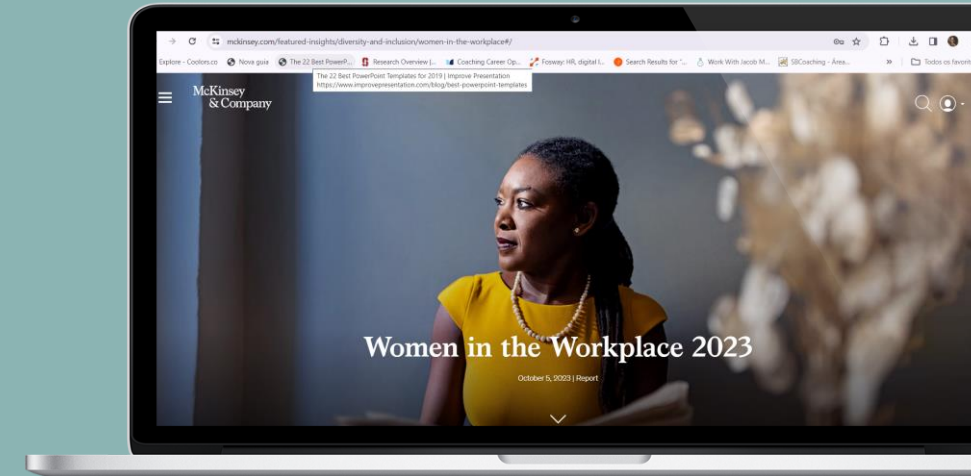 mckinsey.com/featured-insights/diversity-and-inclusion/women-in-the-workplace#/
Explore - Coolors.co Nova guia The 22 Best PowerP... Research Overview |... Coaching Career Op... Fosway: HR, digital l... Search Results for "... Work With Jacob M... SBCoaching - Área... » Todos os favorit
The 22 Best PowerPoint Templates for 2019 | Improve Presentation
https://www.improvepresentation.com/blog/best-powerpoint-templates
McKinsey
& Company
Women in the Workplace 2023
October 5, 2023 | Report